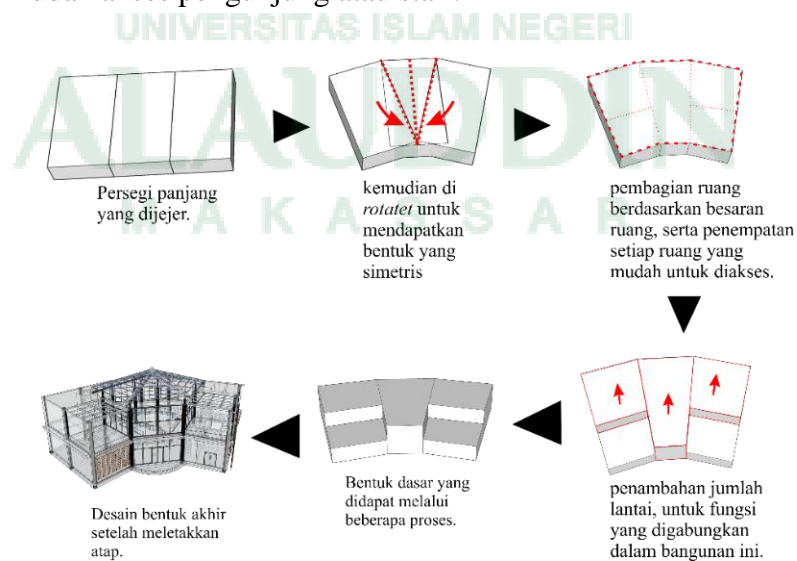 UNIVERSITAS ISLAM NEGERI
ALAUDDIN
MAKASSAR
Persegi panjang
yang dijejer.
kemudian di
rotatet untuk
mendapatkan
bentuk yang
simetris
pembagian ruang
berdasarkan besaran
ruang, serta penempatan
setiap ruang yang
mudah untuk diakses.
penambahan jumlah
lantai, untuk fungsi
yang digabungkan
dalam bangunan ini.
Bentuk dasar yang
didapat melalui
beberapa proses.
Desain bentuk akhir
setelah meletakkan
atap.